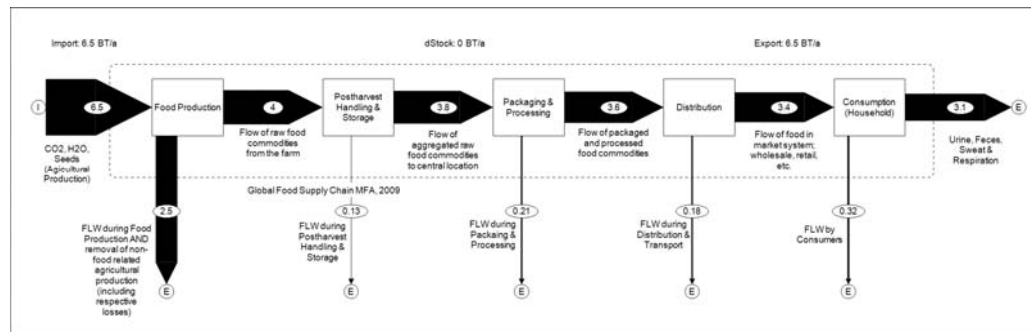 Import: 6.5 BT/a
dStock: 0 BT/a
Export: 6.5 BT/a
I
6.5
Food Production
4
Postharvest
Handling &
Storage
3.8
Packaging &
Processing
3.6
Distribution
3.4
Consumption
(Household)
3.1
E
CO2, H2O,
Seeds
(Agicultural
Production)
Flow of raw food
commodities
from the farm
Flow of
aggregated raw
food commodities
to central location
Flow of packaged
and processed
food commodities
Flow of food in
market system;
wholesale, retail,
etc.
Urine, Feces,
Sweat &
Respiration
Global Food Supply Chain MFA, 2009
2.5
0.13
0.21
0.18
0.32
FLW during Food
Production AND
removal of non-
food related
agricultural
production
(including
respective
losses)
FLW during
Postharvest
Handling &
Storage
FLW during
Packaing &
Processing
FLW during
Distribution &
Transport
FLW by
Consumers
E
E
E
E
E